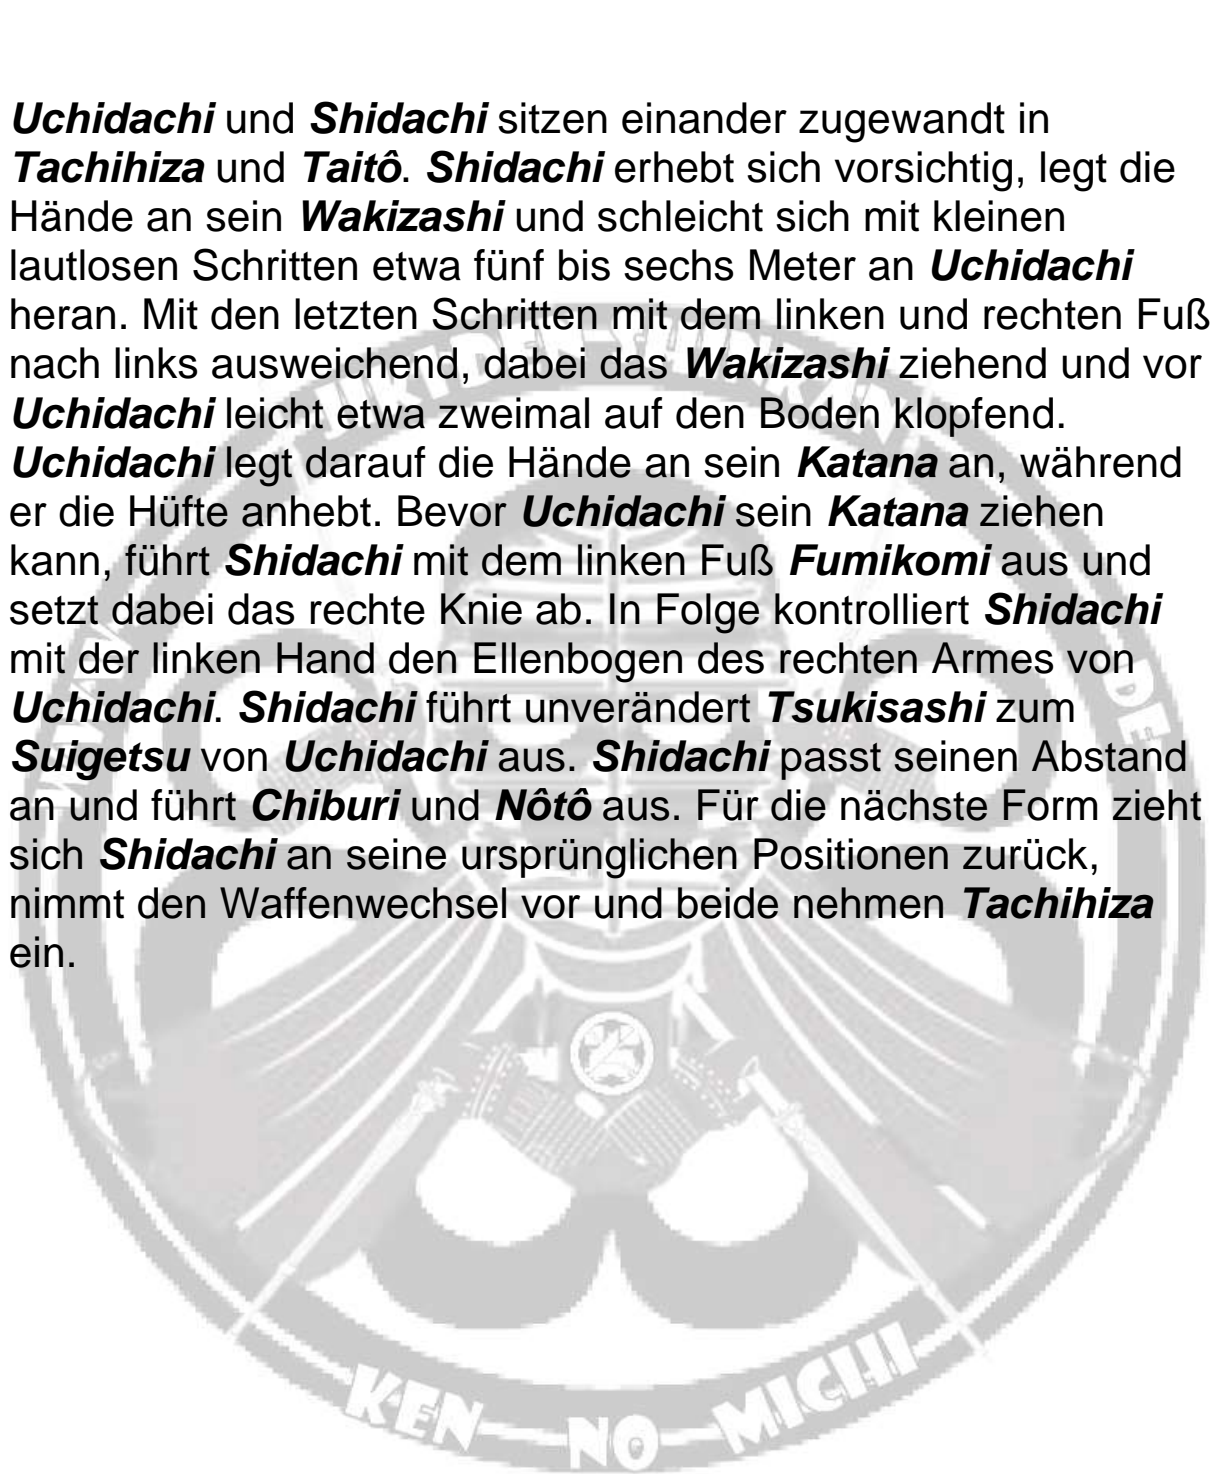 Uchidachi und Shidachi sitzen einander zugewandt in
Tachihiza und Taitô. Shidachi erhebt sich vorsichtig, legt die
Hände an sein Wakizashi und schleicht sich mit kleinen
lautlosen Schritten etwa fünf bis sechs Meter an Uchidachi
heran. Mit den letzten Schritten mit dem linken und rechten Fuß
nach links ausweichend, dabei das Wakizashi ziehend und vor
Uchidachi leicht etwa zweimal auf den Boden klopfend.
Uchidachi legt darauf die Hände an sein Katana an, während
er die Hüfte anhebt. Bevor Uchidachi sein Katana ziehen
kann, führt Shidachi mit dem linken Fuß Fumikomi aus und
setzt dabei das rechte Knie ab. In Folge kontrolliert Shidachi
mit der linken Hand den Ellenbogen des rechten Armes von
Uchidachi. Shidachi führt unverändert Tsukisashi zum
Suigetsu von Uchidachi aus. Shidachi passt seinen Abstand
an und führt Chiburi und Nôtô aus. Für die nächste Form zieht
sich Shidachi an seine ursprünglichen Positionen zurück,
nimmt den Waffenwechsel vor und beide nehmen Tachihiza
ein.
KEN NO MICHI